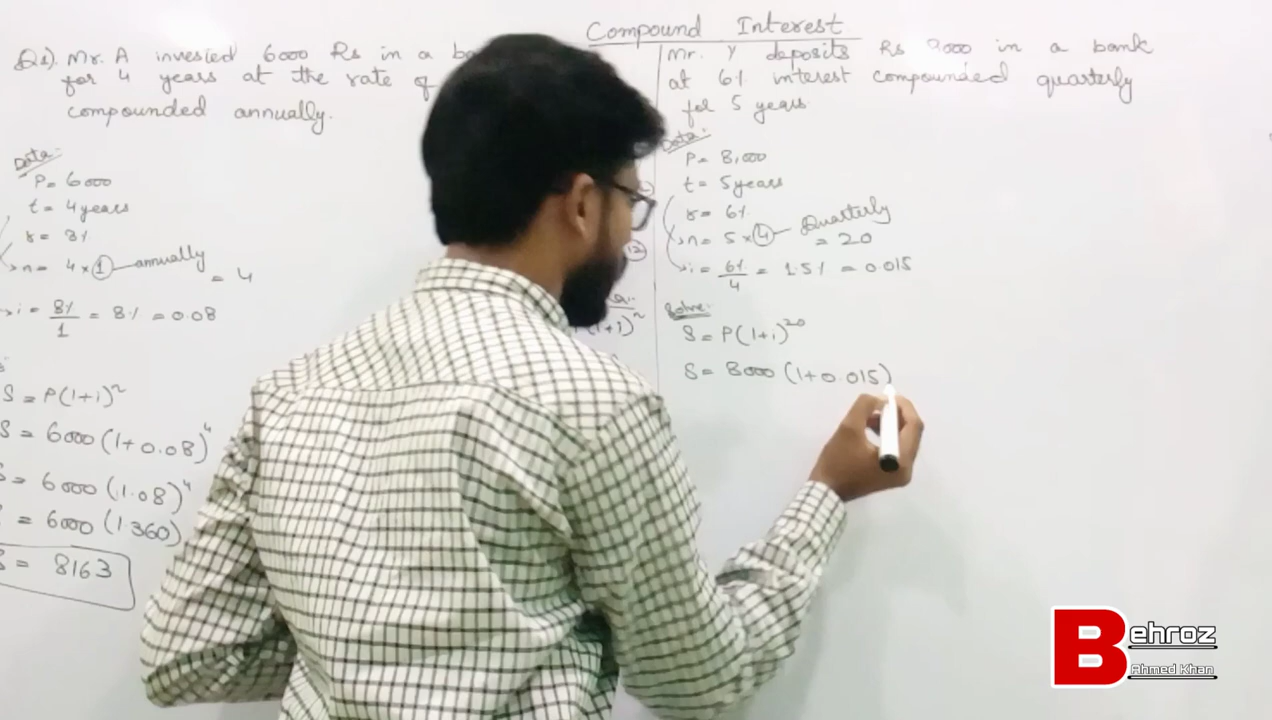 Compound Interest
Q1). Mr. A invested 6000 Rs in a
for 4 years at the rate of
compounded annually.
Data:
P = 6000
t = 4 years
r = 8%
n = 4 × 1 annually = 4
i = 8%/1 = 8% = 0.08
S = P(1+i)^n
S = 6000 (1+0.08)^4
= 6000 (1.08)^4
= 6000 (1.360)
S = 8163
12
(1+i)^n
Mr. Y deposits Rs 8000 in a bank
at 6% interest compounded quarterly
for 5 years.
Data:
P = 8,000
t = 5 years
r = 6%
n = 5 × 4 Quarterly
= 20
i = 6%/4 = 1.5% = 0.015
Solve:
S = P(1+i)^20
S = 8000 (1+0.015)
Behroz
Ahmed Khan